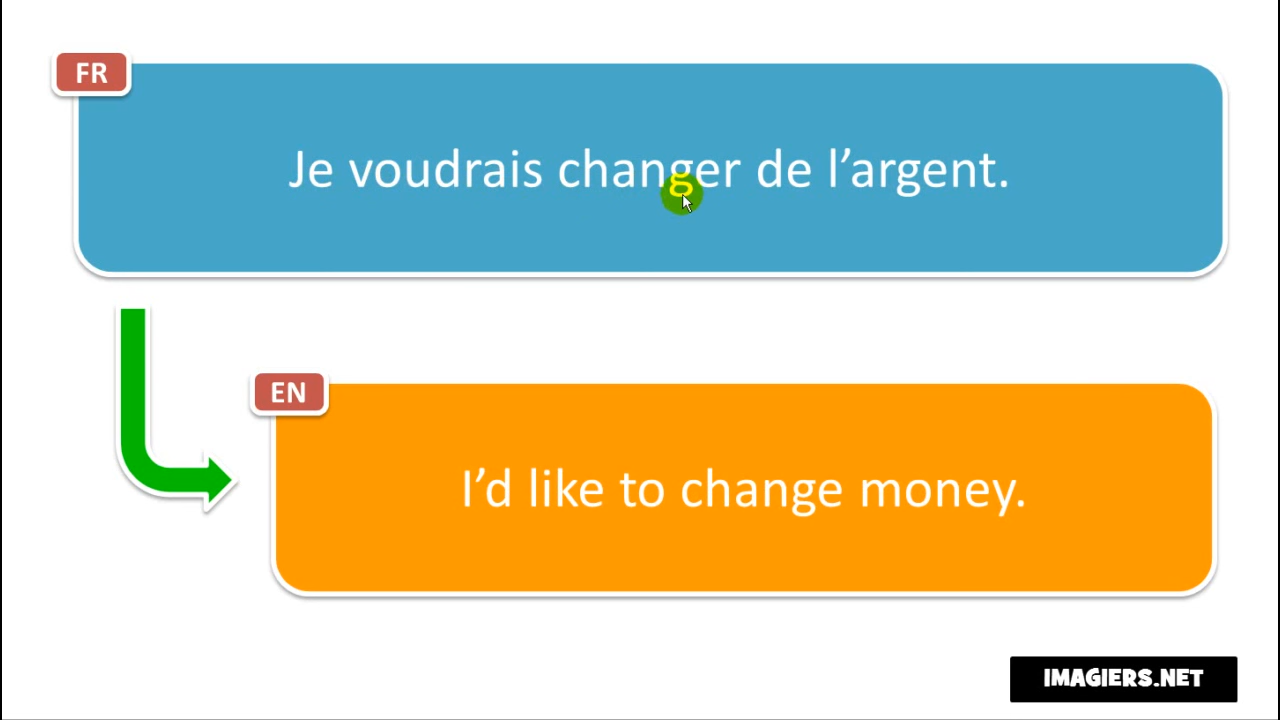 FR
Je voudrais changer de l’argent.
EN
I’d like to change money.
IMAGIERS.NET